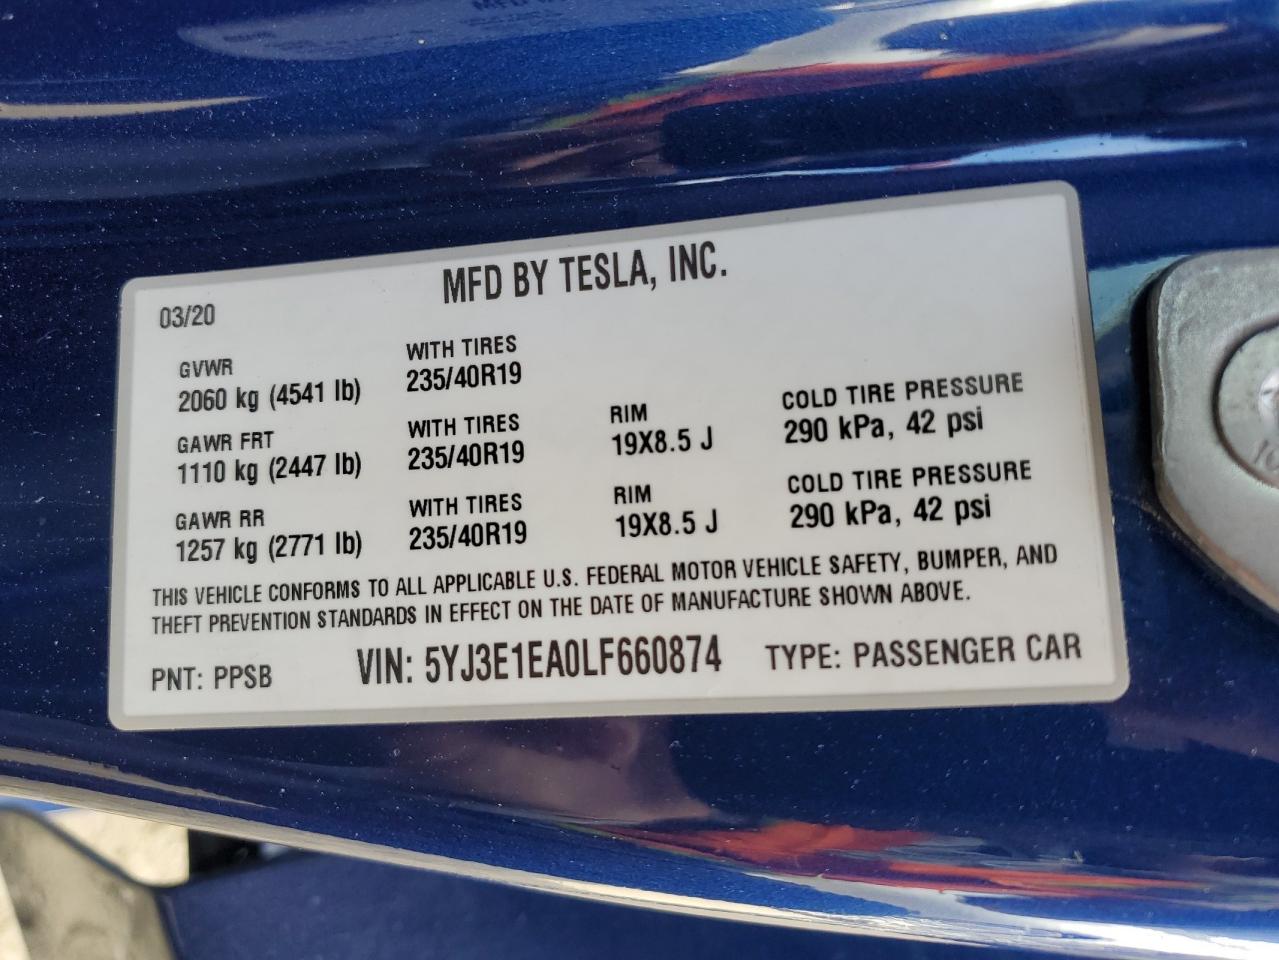 MFD BY TESLA, INC.
03/20
GVWR
2060 kg (4541 lb)
WITH TIRES
235/40R19
GAWR FRT
1110 kg (2447 lb)
WITH TIRES
235/40R19
RIM
19X8.5 J
COLD TIRE PRESSURE
290 kPa, 42 psi
GAWR RR
1257 kg (2771 lb)
WITH TIRES
235/40R19
RIM
19X8.5 J
COLD TIRE PRESSURE
290 kPa, 42 psi
THIS VEHICLE CONFORMS TO ALL APPLICABLE U.S. FEDERAL MOTOR VEHICLE SAFETY, BUMPER, AND
THEFT PREVENTION STANDARDS IN EFFECT ON THE DATE OF MANUFACTURE SHOWN ABOVE.
PNT: PPSB
VIN: 5YJ3E1EA0LF660874
TYPE: PASSENGER CAR